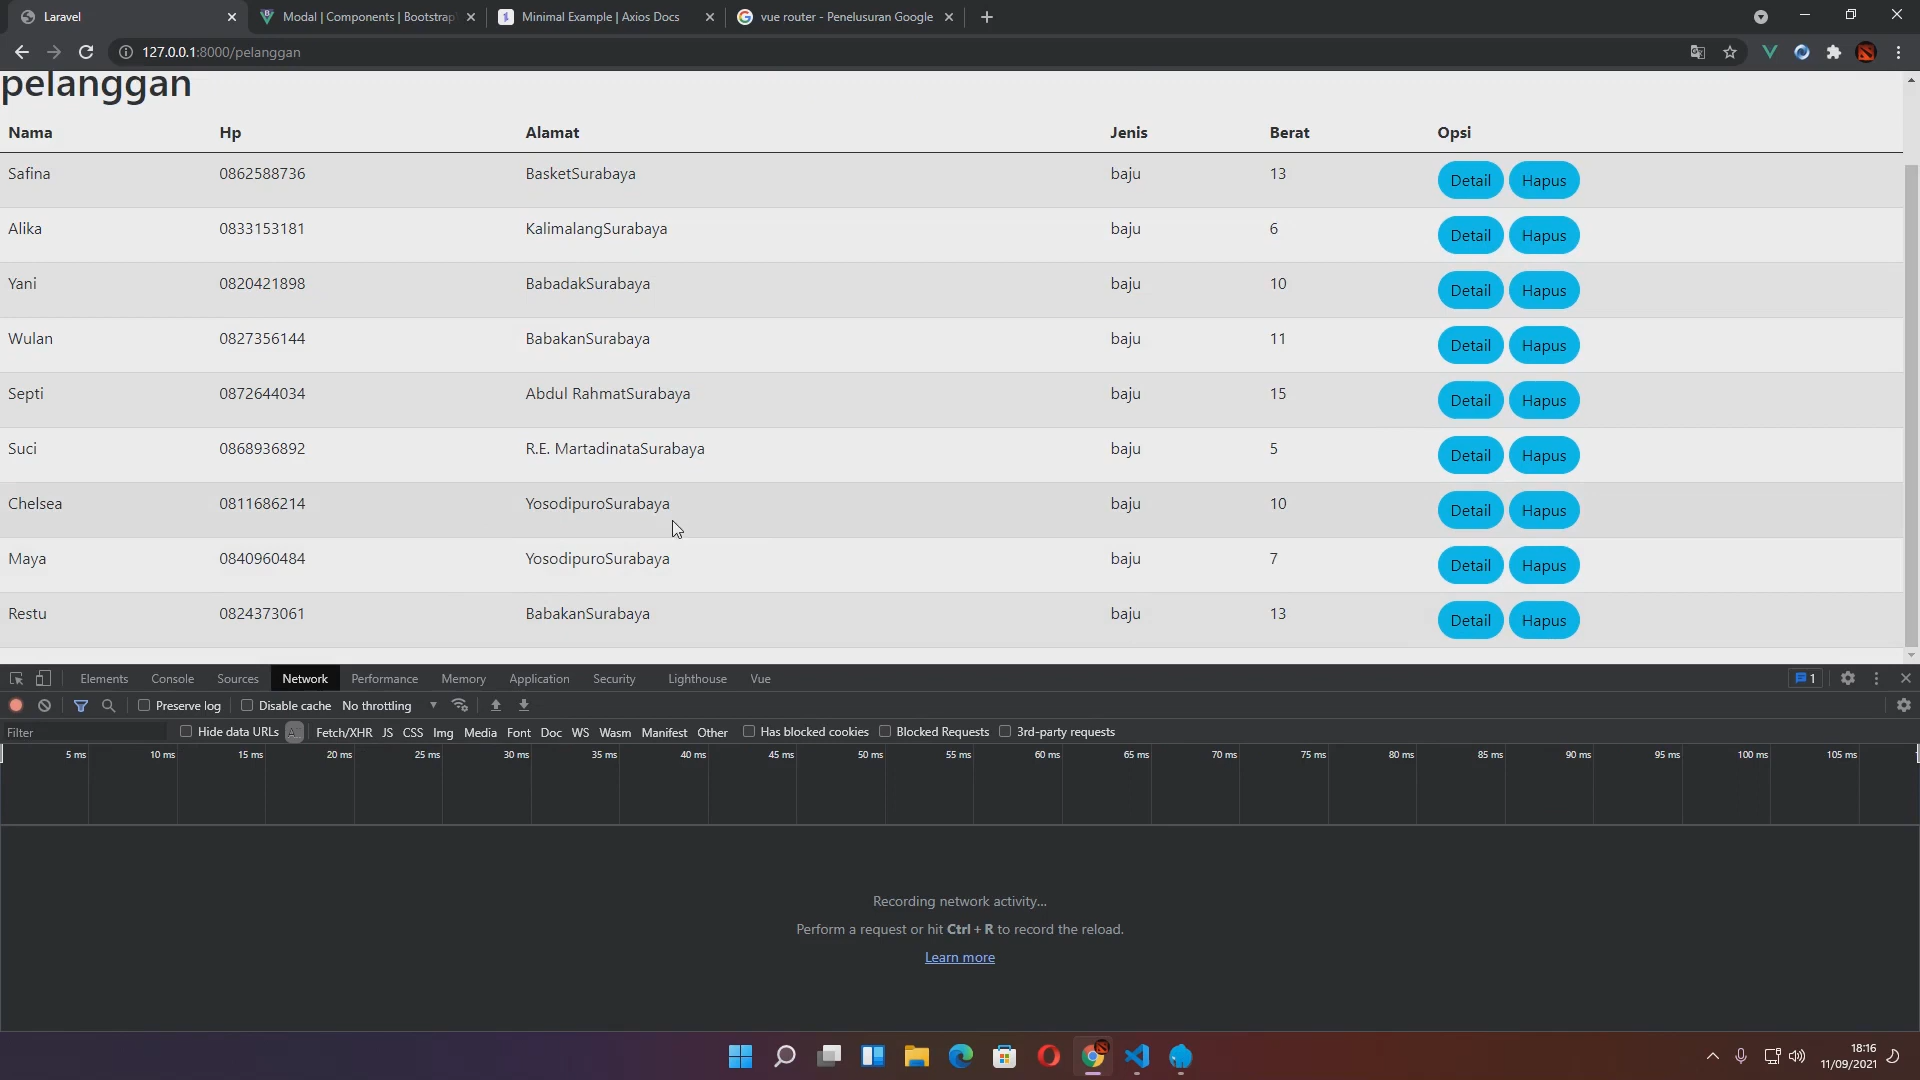 Laravel
Modal | Components | Bootstrap
Minimal Example | Axios Docs
vue router - Penelusuran Google
127.0.0.1:8000/pelanggan
pelanggan
Nama Hp Alamat Jenis Berat Opsi
Safina 0862588736 BasketSurabaya baju 13 Detail Hapus
Alika 0833153181 KalimalangSurabaya baju 6 Detail Hapus
Yani 0820421898 BabadakSurabaya baju 10 Detail Hapus
Wulan 0827356144 BabakanSurabaya baju 11 Detail Hapus
Septi 0872644034 Abdul RahmatSurabaya baju 15 Detail Hapus
Suci 0868936892 R.E. MartadinataSurabaya baju 5 Detail Hapus
Chelsea 0811686214 YosodipuroSurabaya baju 10 Detail Hapus
Maya 0840960484 YosodipuroSurabaya baju 7 Detail Hapus
Restu 0824373061 BabakanSurabaya baju 13 Detail Hapus
Elements Console Sources Network Performance Memory Application Security Lighthouse Vue 1
Preserve log Disable cache No throttling
Filter Hide data URLs Fetch/XHR JS CSS Img Media Font Doc WS Wasm Manifest Other Has blocked cookies Blocked Requests 3rd-party requests
5 ms 10 ms 15 ms 20 ms 25 ms 30 ms 35 ms 40 ms 45 ms 50 ms 55 ms 60 ms 65 ms 70 ms 75 ms 80 ms 85 ms 90 ms 95 ms 100 ms 105 ms
Recording network activity...
Perform a request or hit Ctrl + R to record the reload.
Learn more
18:16
11/09/2021